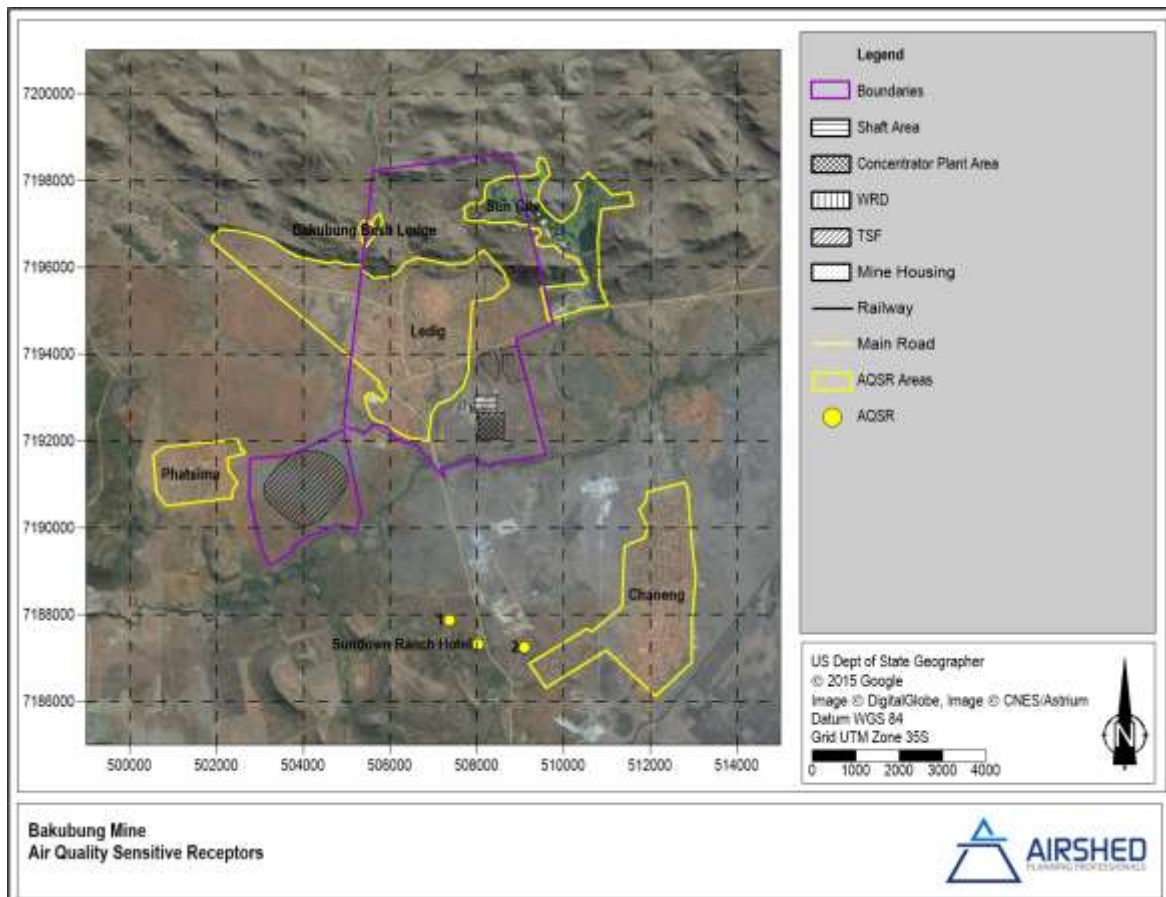 7200000
7198000
7196000
7194000
7192000
7190000
7188000
7186000
500000
502000
504000
506000
508000
510000
512000
514000
Sun City
Bakubung Bush Lodge
Ledig
Phatsima
Chaneng
1
Sundown Ranch Hotel
2
Legend
Boundaries
Shaft Area
Concentrator Plant Area
WRD
TSF
Mine Housing
Railway
Main Road
AQSR Areas
AQSR
US Dept of State Geographer
© 2015 Google
Image © DigitalGlobe, Image © CNES/Astrium
Datum WGS 84
Grid UTM Zone 35S
0 1000 2000 3000 4000
N
Bakubung Mine
Air Quality Sensitive Receptors
AIRSHED
PLANNING PROFESSIONALS